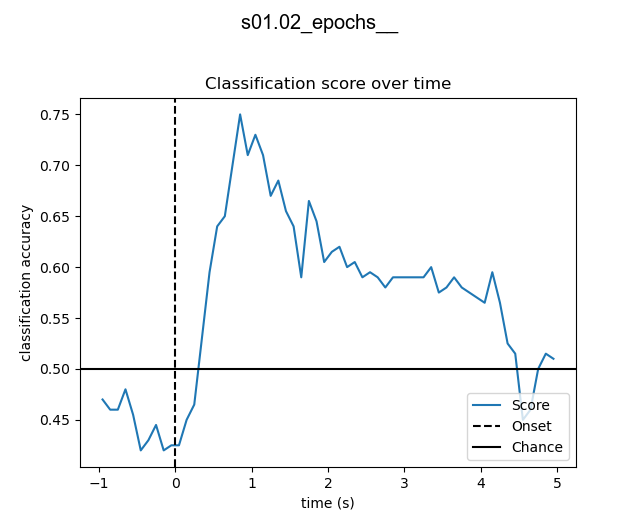 s01.02_epochs__
Classification score over time
classification accuracy
0.75
0.70
0.65
0.60
0.55
0.50
0.45
−1
0
1
2
3
4
5
time (s)
Score
Onset
Chance